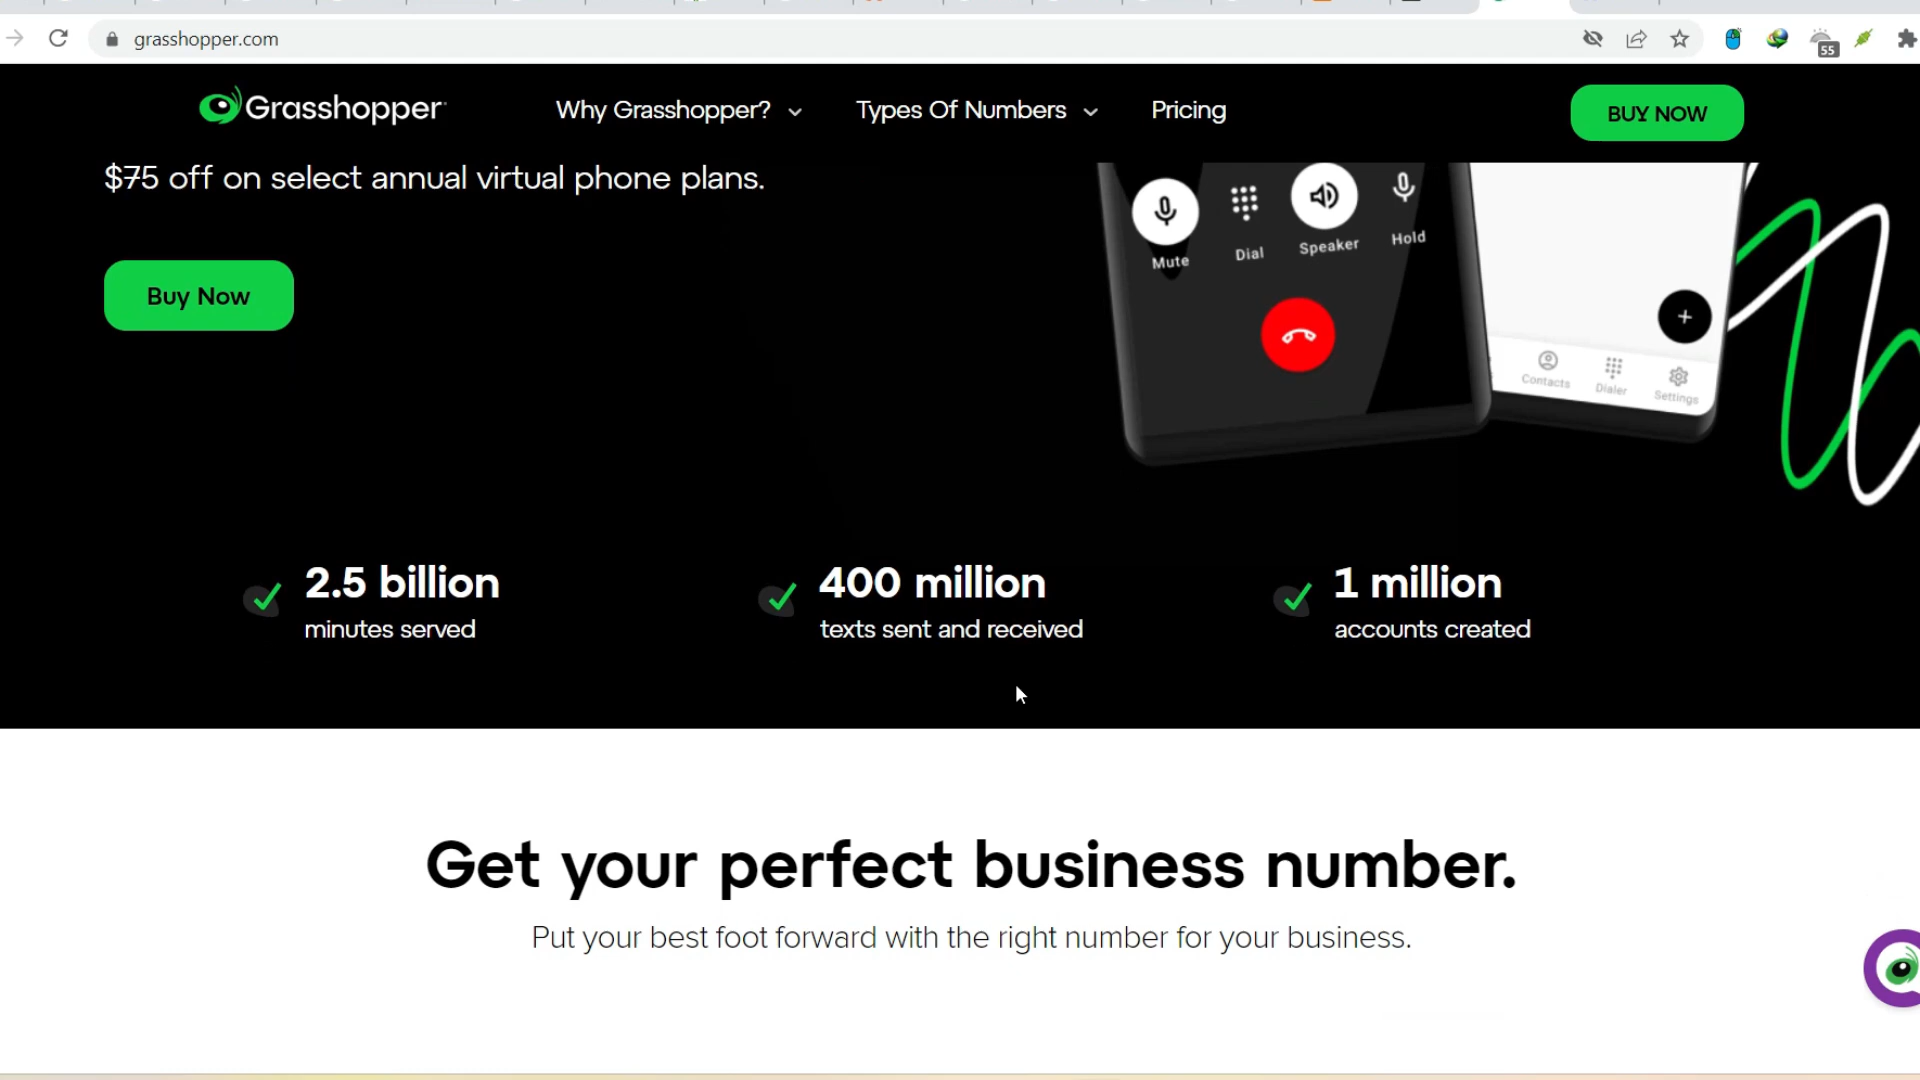 grasshopper.com
55
Grasshopper
Why Grasshopper?
Types Of Numbers
Pricing
BUY NOW
$75 off on select annual virtual phone plans.
Buy Now
Mute
Dial
Speaker
Hold
Contacts
Dialer
Settings
2.5 billion
minutes served
400 million
texts sent and received
1 million
accounts created
Get your perfect business number.
Put your best foot forward with the right number for your business.